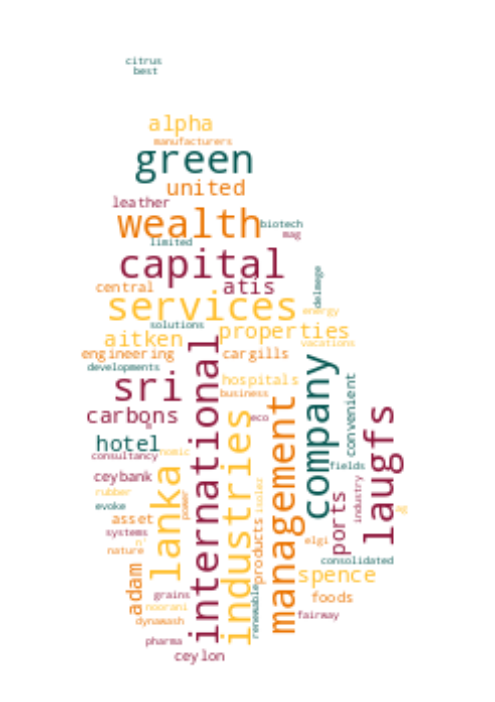 citrus
best
alpha
manufacturers
green
united
leather
wealth
biotech
mag
limited
capital
delmege
central
atis
services
energy
solutions
properties
aitken
vacations
engineering
cargills
developments
international
company
sri
hospitals
convenient
business
management
carbons
laugfs
eco
industries
hotel
consultancy
nomic
lanka
fields
ceybank
industry
power
isolez
rubber
ports
evoke
ag
asset
products
systems
n'
elgi
nature
consolidated
adam
spence
renewable
grains
foods
noorani
fairway
dynawash
pharma
ceylon